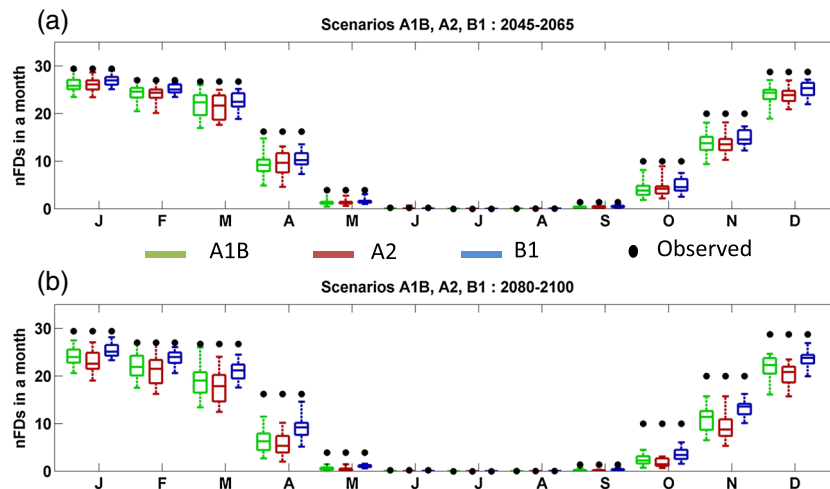 (a)
Scenarios A1B, A2, B1 : 2045-2065
nFDs in a month
30
20
10
0
J F M A M J J A S O N D
A1B A2 B1 Observed
(b)
Scenarios A1B, A2, B1 : 2080-2100
nFDs in a month
30
20
10
0
J F M A M J J A S O N D